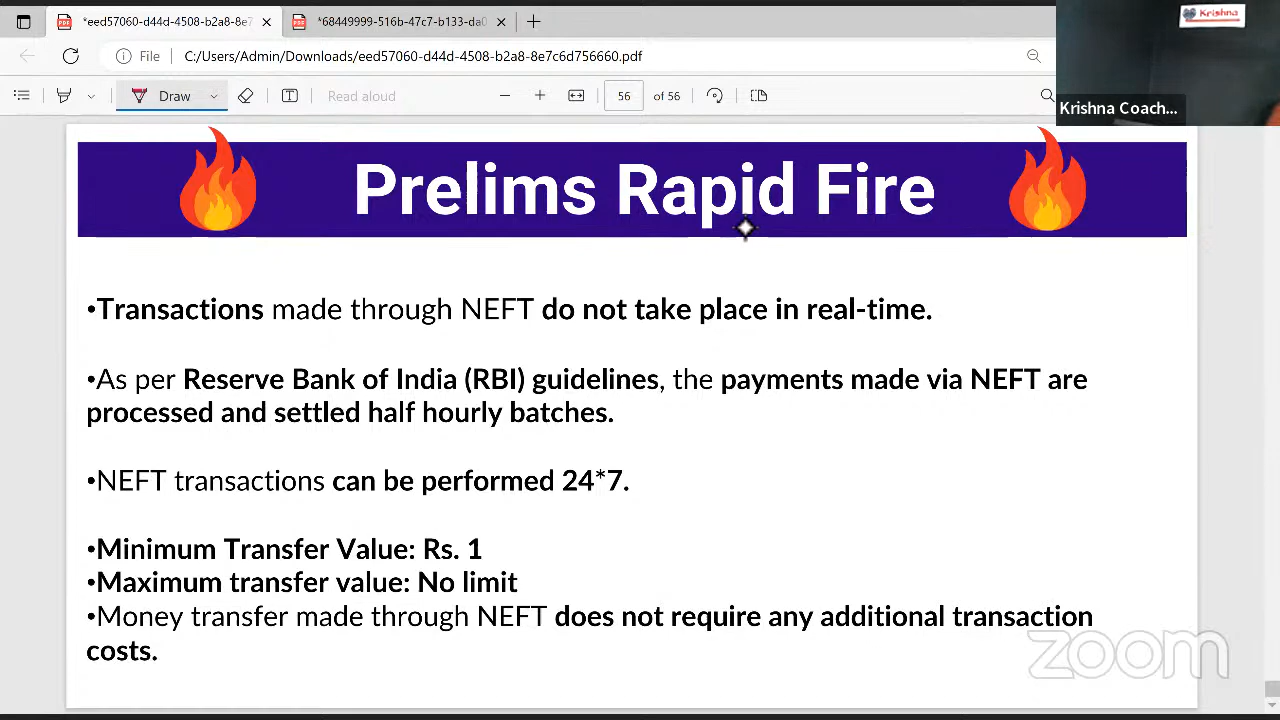 *eed57060-d44d-4508-b2a8-8e7
*68449999-516b-47c7-b133-dd
Krishna
File
C:/Users/Admin/Downloads/eed57060-d44d-4508-b2a8-8e7c6d756660.pdf
Draw
Read aloud
56 of 56
Krishna Coach...
Prelims Rapid Fire
•Transactions made through NEFT do not take place in real-time.
•As per Reserve Bank of India (RBI) guidelines, the payments made via NEFT are
processed and settled half hourly batches.
•NEFT transactions can be performed 24*7.
•Minimum Transfer Value: Rs. 1
•Maximum transfer value: No limit
•Money transfer made through NEFT does not require any additional transaction
costs.
zoom